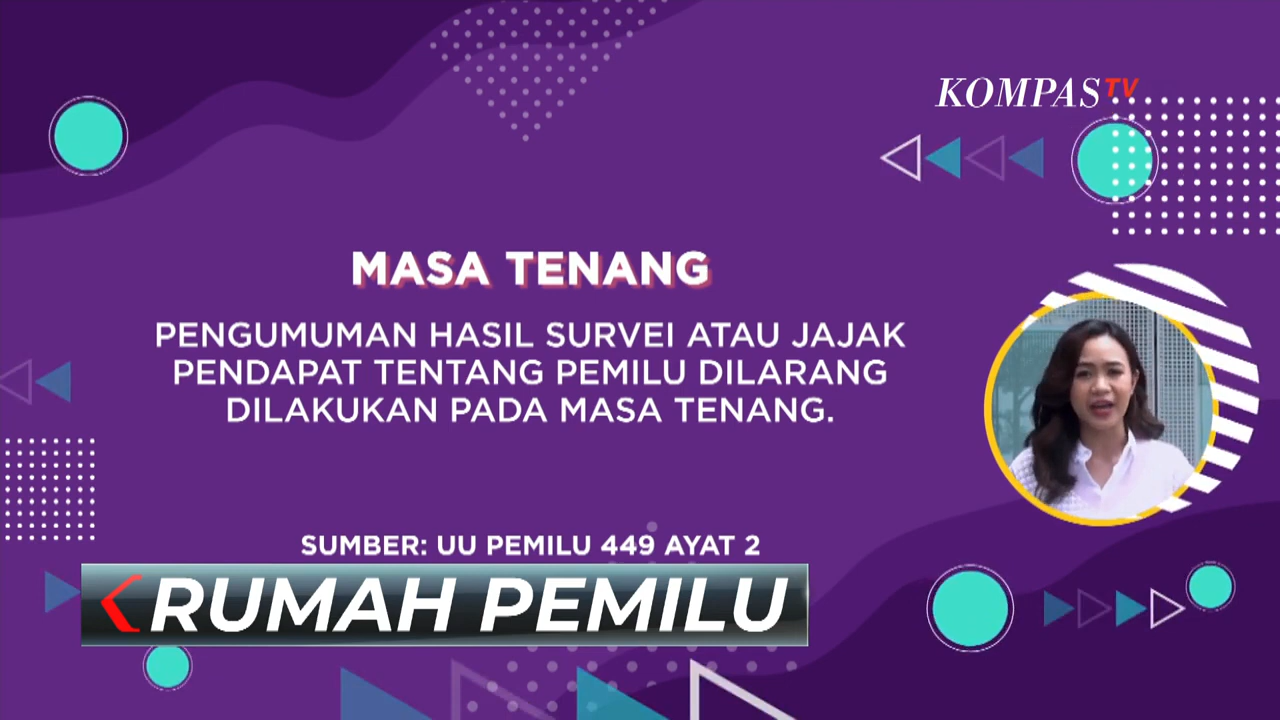 KOMPASTV
MASA TENANG
PENGUMUMAN HASIL SURVEI ATAU JAJAK
PENDAPAT TENTANG PEMILU DILARANG
DILAKUKAN PADA MASA TENANG.
SUMBER: UU PEMILU 449 AYAT 2
RUMAH PEMILU